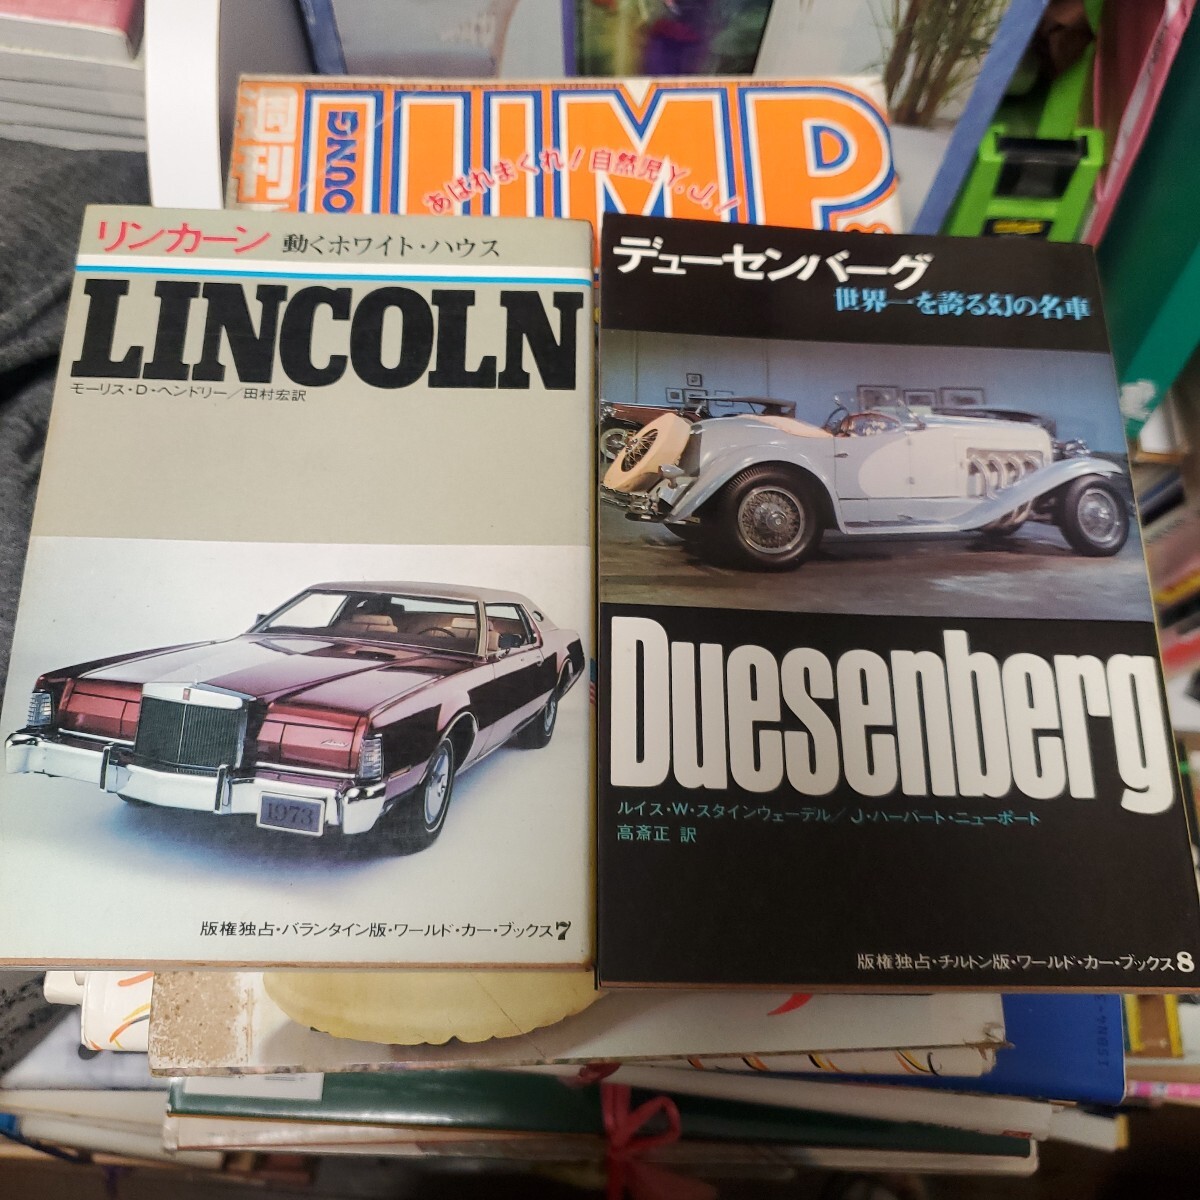 週刊
YOUNG
JUMP
あばれまくれ!自然児Y.J.!
リンカーン 動くホワイト・ハウス
LINCOLN
モーリス・D・ヘンドリー/田村宏訳
1973
版権独占・バランタイン版・ワールド・カー・ブックス7
デューセンバーグ
世界一を誇る幻の名車
Duesenberg
ルイス・W・スタインウェーデル/J・ハーバート・ニューポート
高斎正 訳
版権独占・チルトン版・ワールド・カー・ブックス8